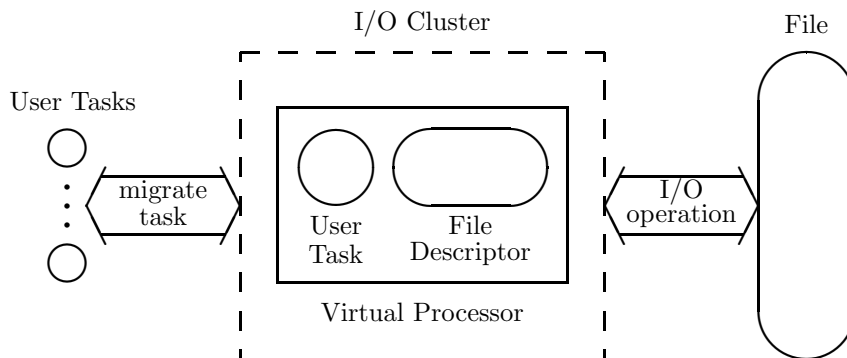 I/O Cluster
File
User Tasks
migrate
task
User
Task
File
Descriptor
I/O
operation
Virtual Processor